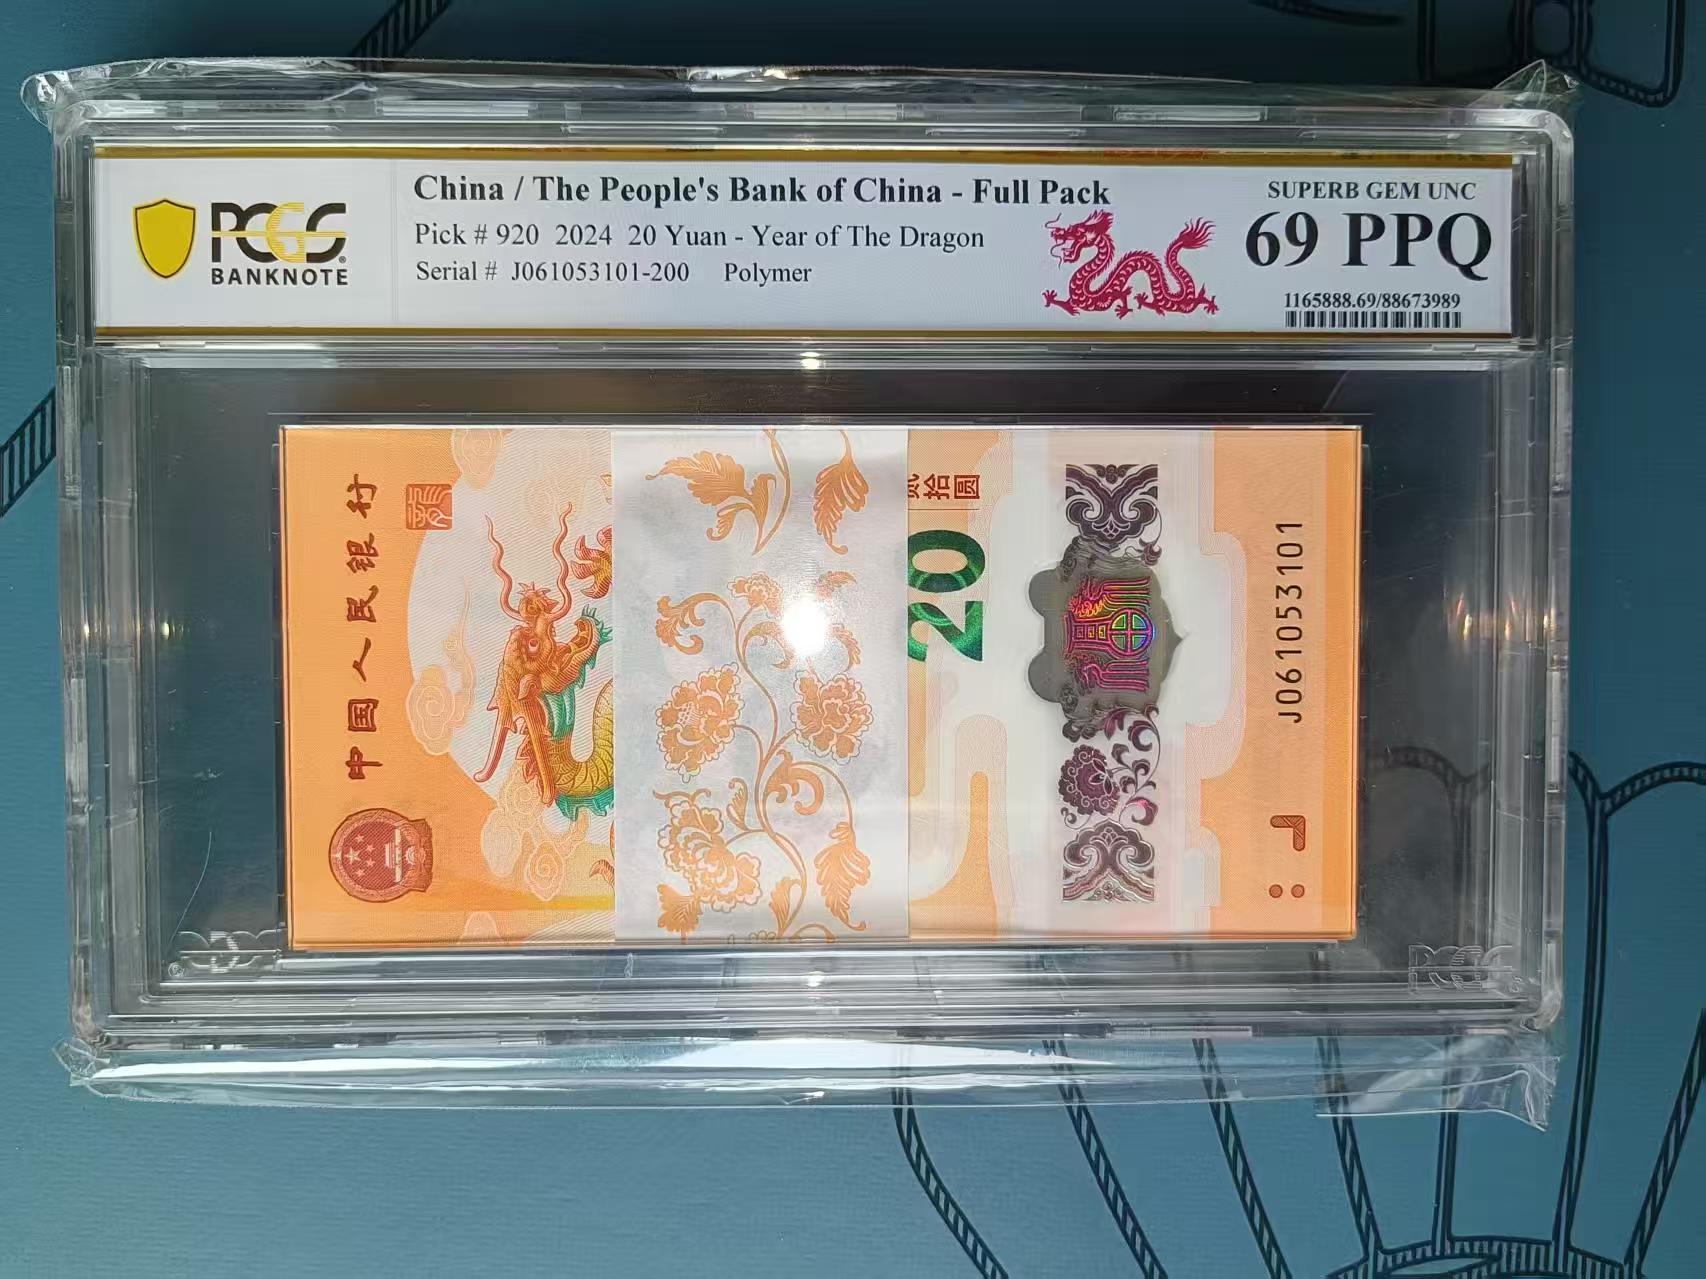 PCGS
BANKNOTE
China / The People's Bank of China - Full Pack
Pick # 920 2024 20 Yuan - Year of The Dragon
Serial # J061053101-200 Polymer
SUPERB GEM UNC
69 PPQ
1165888.69/88673989
中国人民银行
贰拾圆
20
J061053101
PCGS